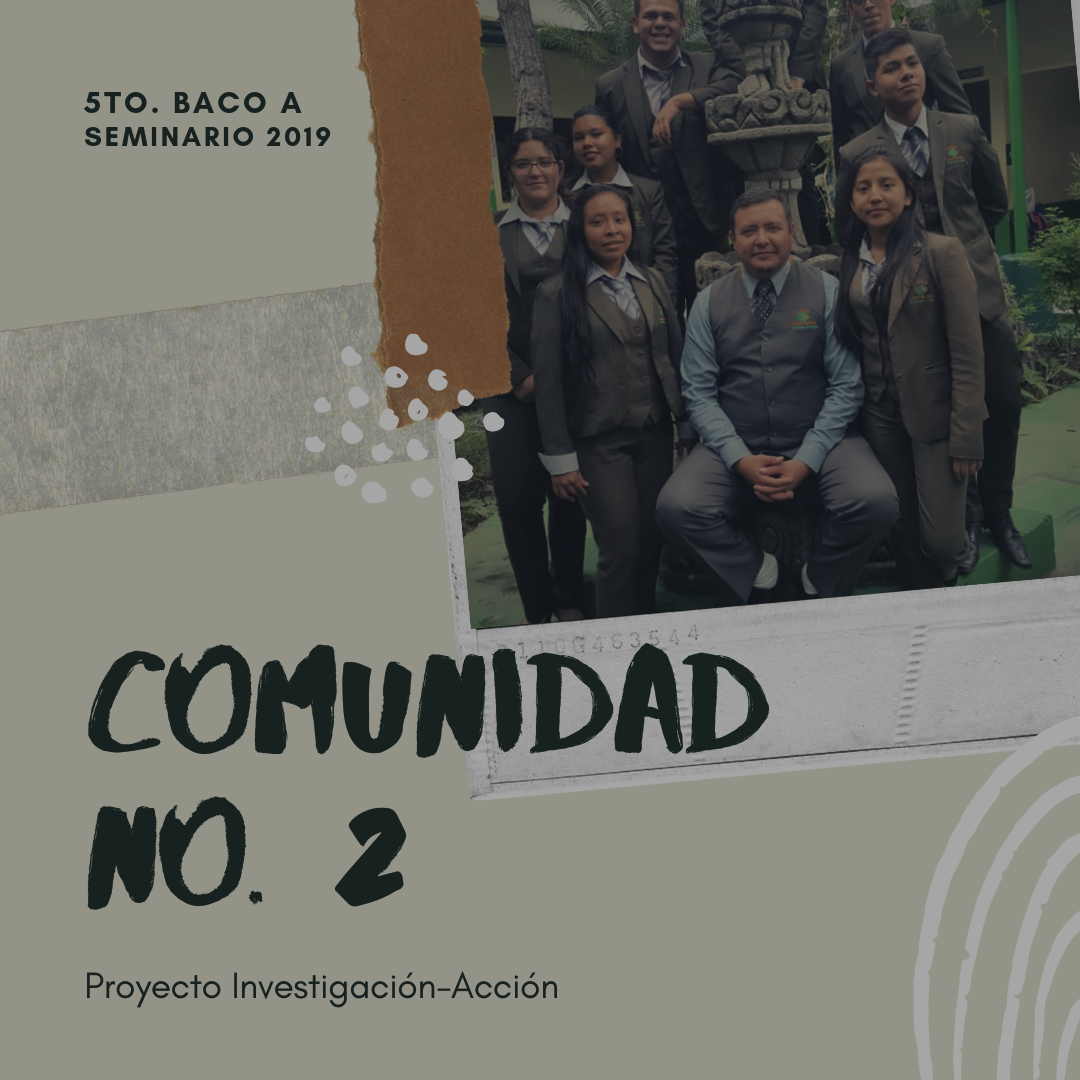 5TO. BACO A
SEMINARIO 2019
COMUNIDAD
NO. 2
Proyecto Investigación-Acción